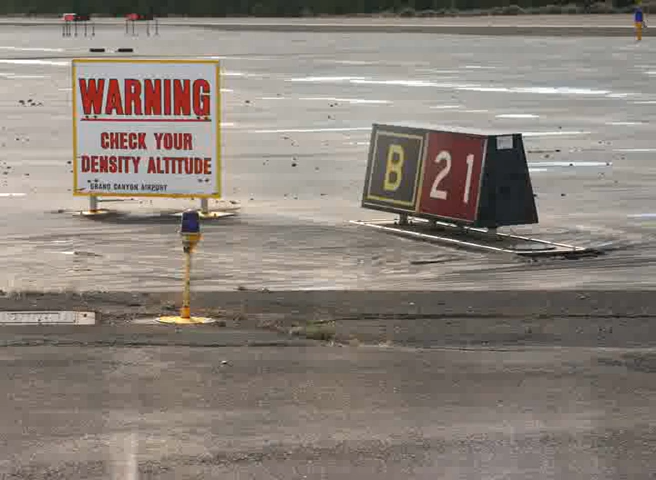 WARNING
CHECK YOUR
DENSITY ALTITUDE
GRAND CANYON AIRPORT
B 21